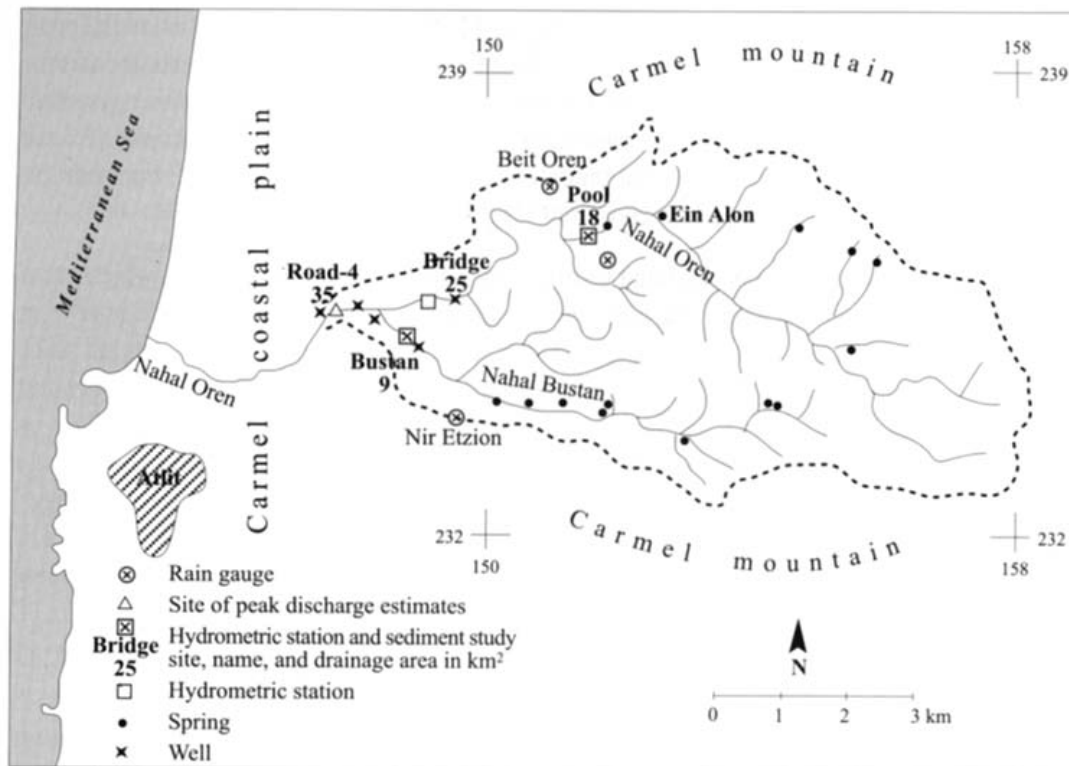 150
158
239
239
Carmel mountain
Mediterranean Sea
Carmel coastal plain
Beit Oren
Pool
18
Ein Alon
Nahal Oren
Bridge
25
Road-4
35
Bustan
9
Nahal Oren
Nahal Bustan
Nir Etzion
Atlit
Carmel mountain
232
232
150
158
Rain gauge
Site of peak discharge estimates
Hydrometric station and sediment study
site, name, and drainage area in km²
Bridge
25
Hydrometric station
Spring
Well
N
0 1 2 3 km